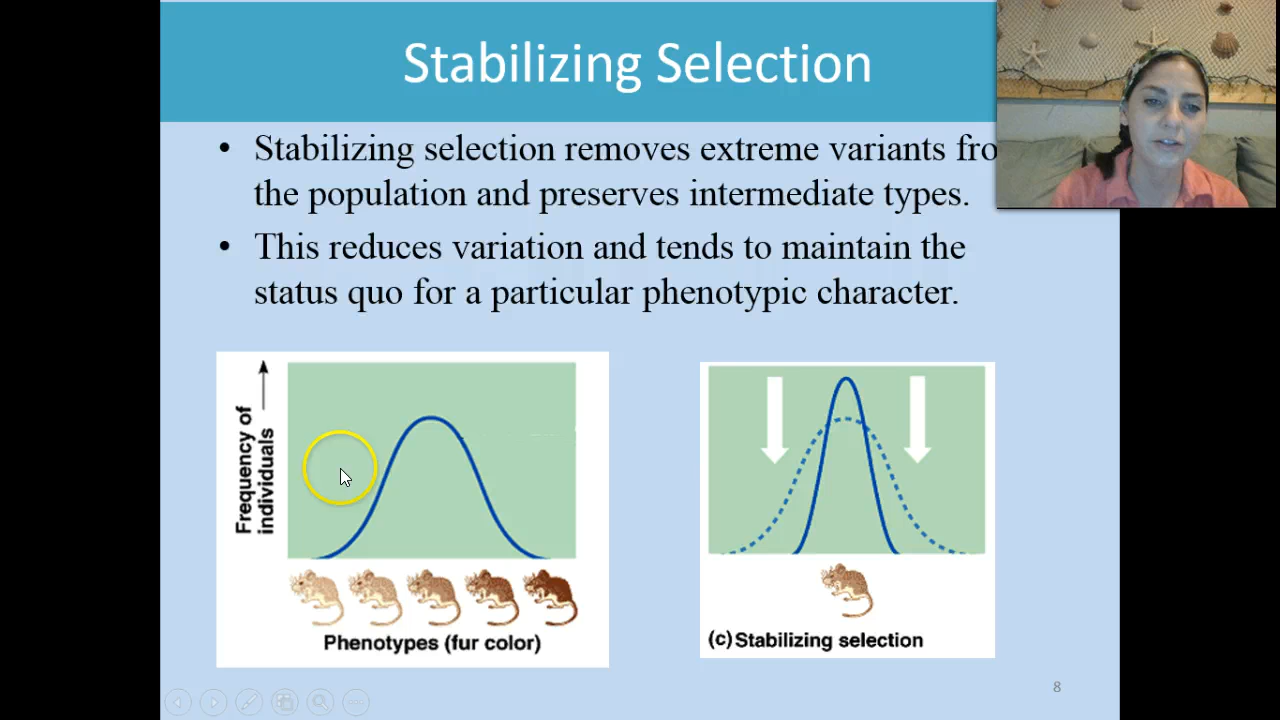 Stabilizing Selection
• Stabilizing selection removes extreme variants fro
the population and preserves intermediate types.
• This reduces variation and tends to maintain the
status quo for a particular phenotypic character.
Frequency of
individuals
Phenotypes (fur color)
(c) Stabilizing selection
8